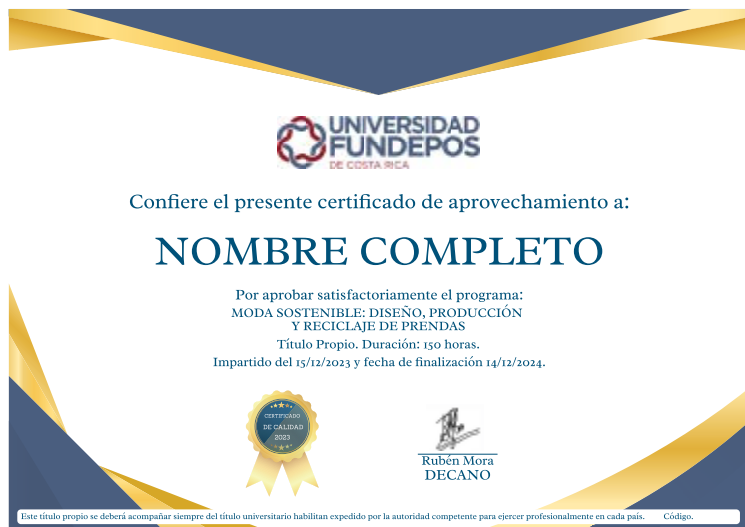 UNIVERSIDAD
FUNDEPOS
DE COSTA RICA
Confiere el presente certificado de aprovechamiento a:
NOMBRE COMPLETO
Por aprobar satisfactoriamente el programa:
MODA SOSTENIBLE: DISEÑO, PRODUCCIÓN
Y RECICLAJE DE PRENDAS
Título Propio. Duración: 150 horas.
Impartido del 15/12/2023 y fecha de finalización 14/12/2024.
CERTIFICADO
DE CALIDAD
2023
Rubén Mora
DECANO
Este título propio se deberá acompañar siempre del título universitario habilitan expedido por la autoridad competente para ejercer profesionalmente en cada país. Código.